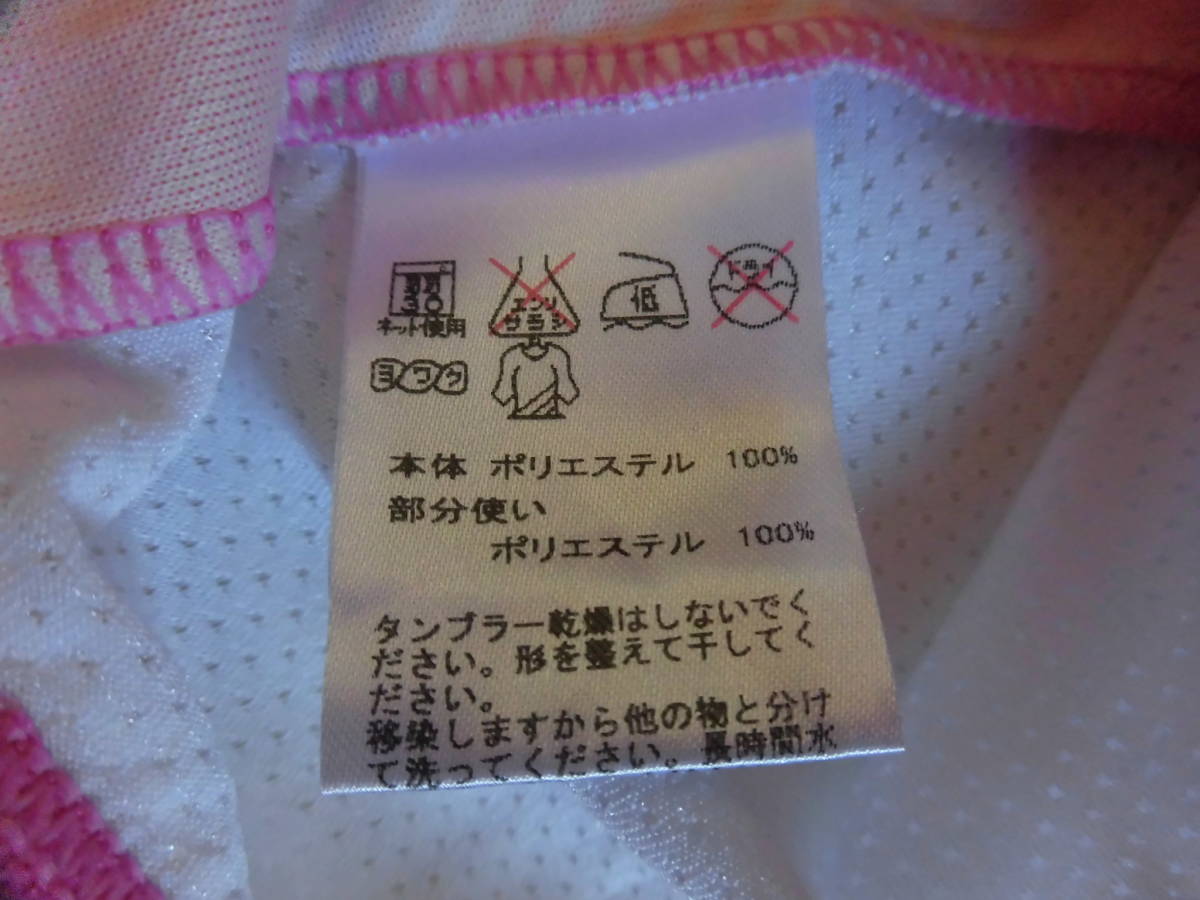 弱 30
ネット使用
エンソ
サラシ
低
ドライ
ヨワク
本体 ポリエステル 100%
部分使い
ポリエステル 100%
タンブラー乾燥はしないでく
ださい。形を整えて干してく
ださい。
移染しますから他の物と分け
て洗ってください。長時間水